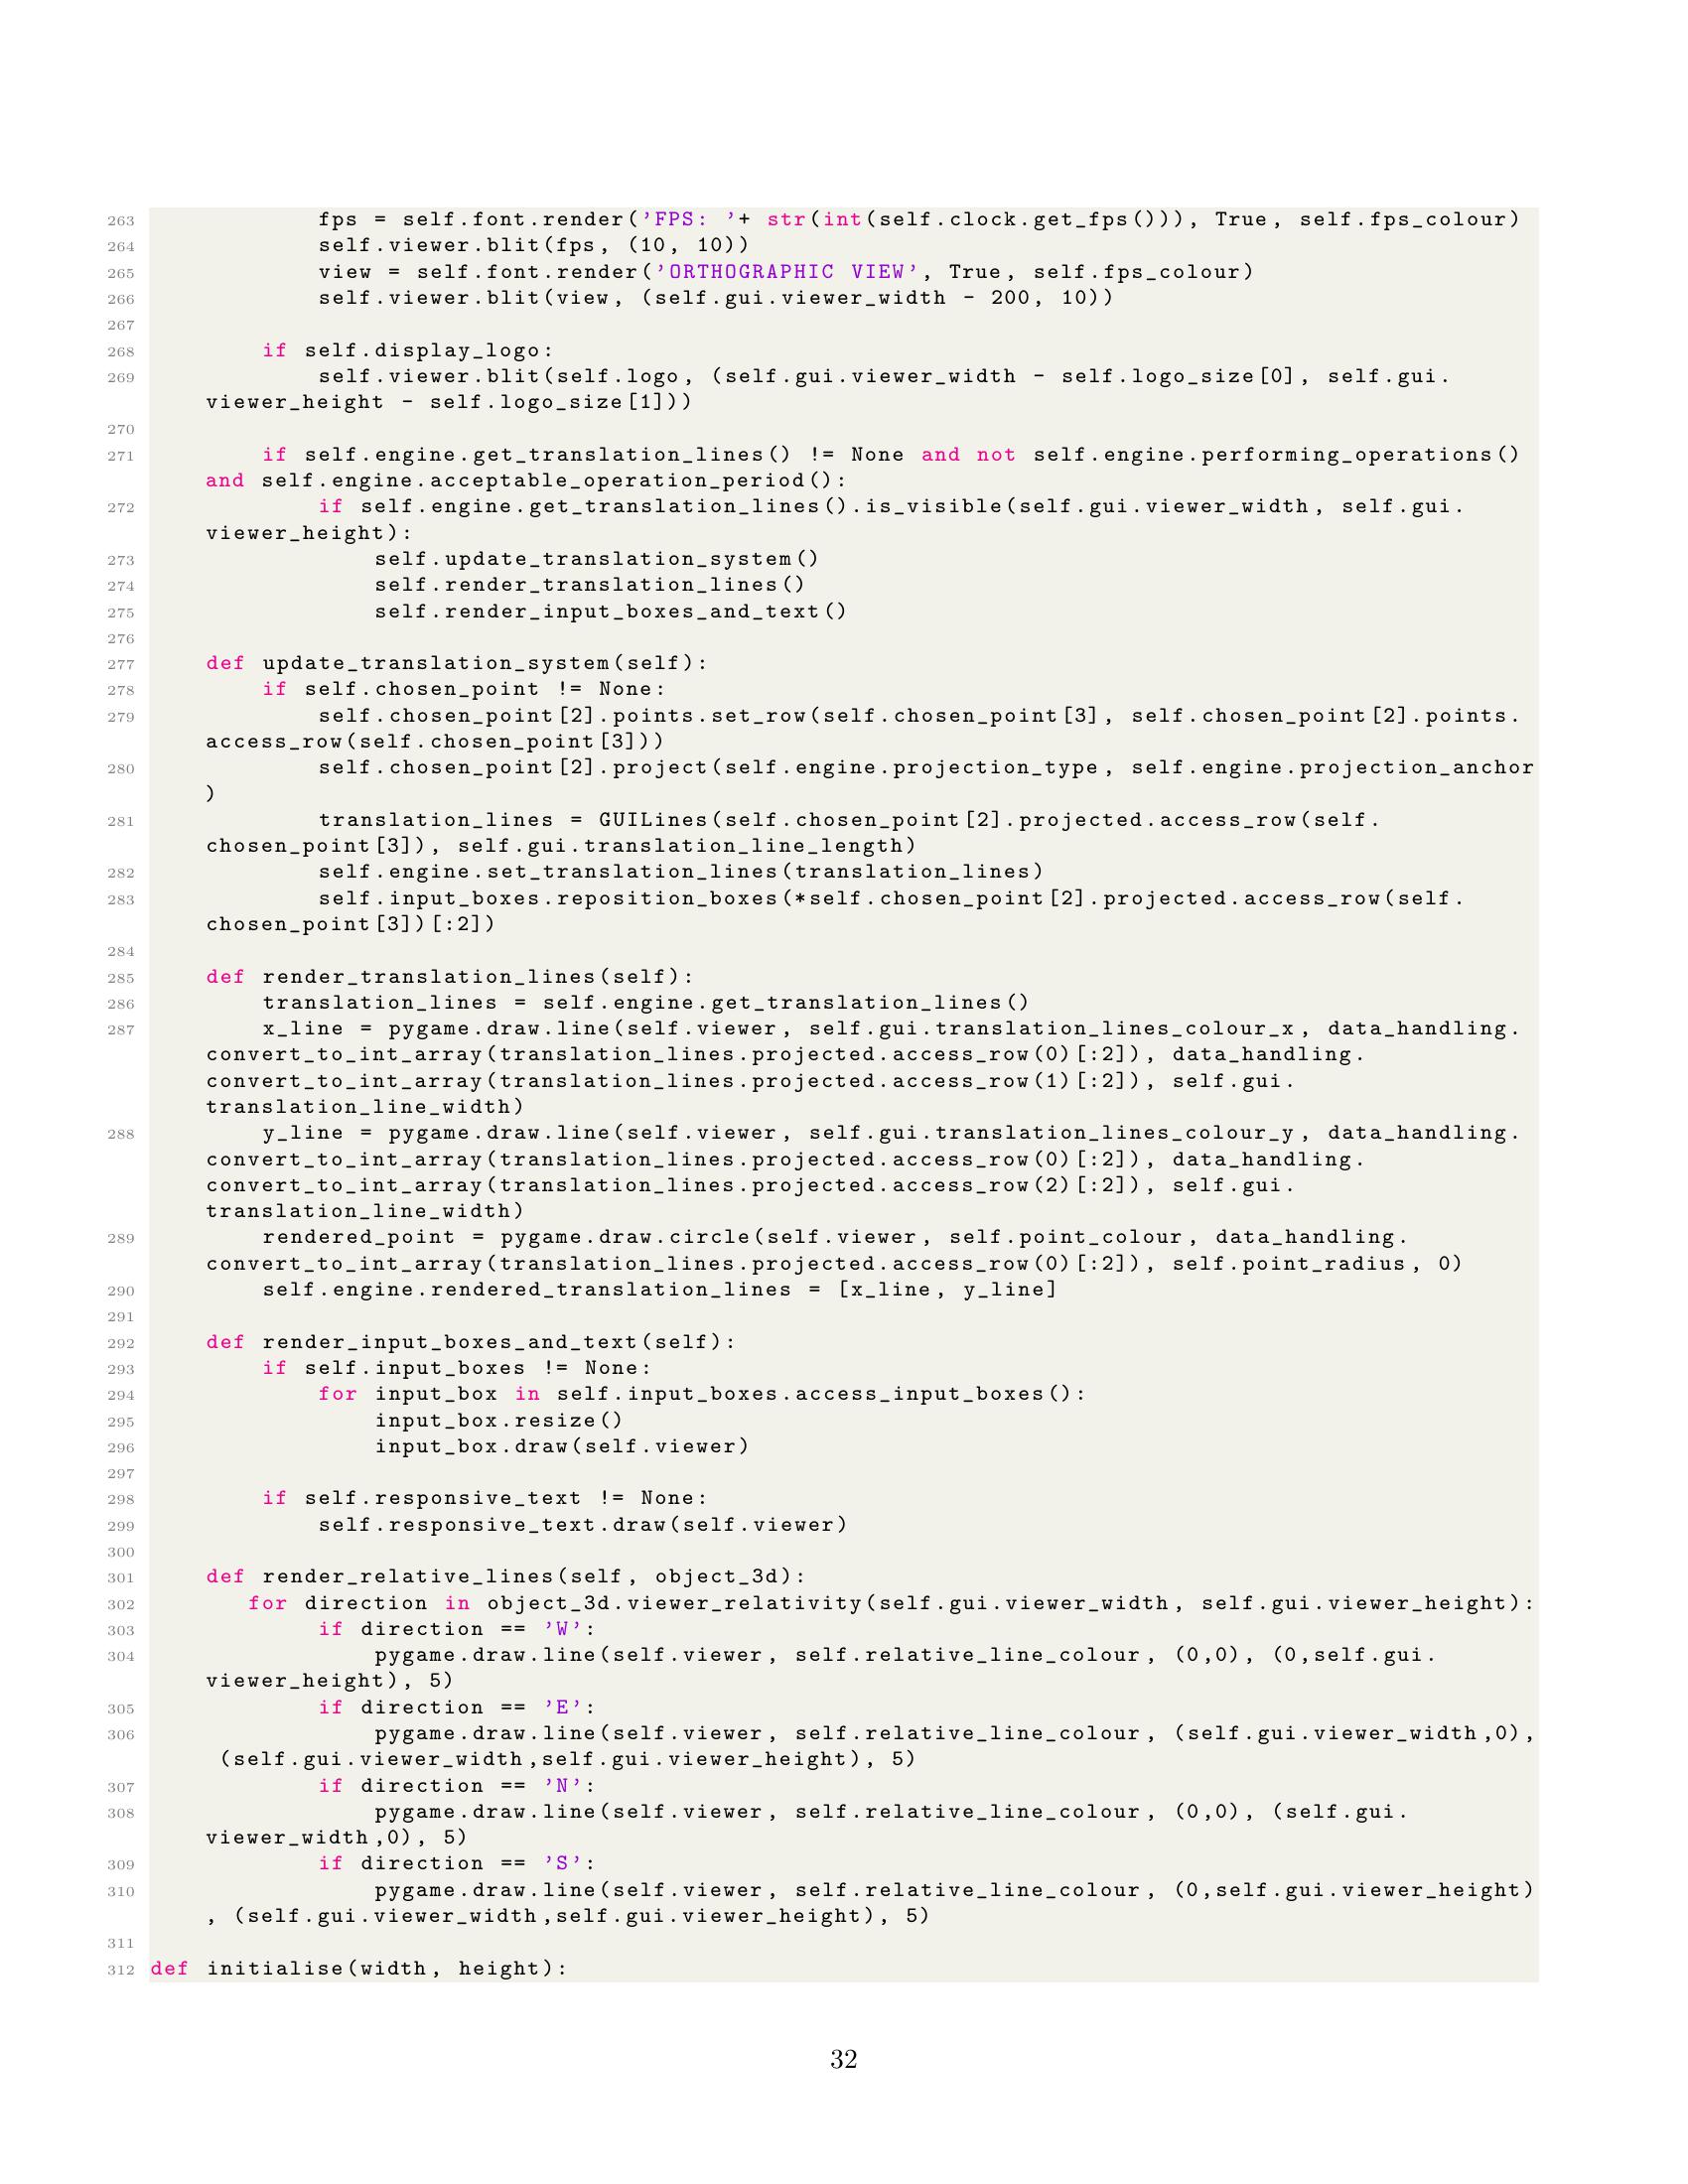 263             fps = self.font.render('FPS: '+ str(int(self.clock.get_fps())), True, self.fps_colour)
264             self.viewer.blit(fps, (10, 10))
265             view = self.font.render('ORTHOGRAPHIC VIEW', True, self.fps_colour)
266             self.viewer.blit(view, (self.gui.viewer_width - 200, 10))
267
268         if self.display_logo:
269             self.viewer.blit(self.logo, (self.gui.viewer_width - self.logo_size[0], self.gui.
    viewer_height - self.logo_size[1]))
270
271         if self.engine.get_translation_lines() != None and not self.engine.performing_operations()
    and self.engine.acceptable_operation_period():
272             if self.engine.get_translation_lines().is_visible(self.gui.viewer_width, self.gui.
    viewer_height):
273                 self.update_translation_system()
274                 self.render_translation_lines()
275                 self.render_input_boxes_and_text()
276
277     def update_translation_system(self):
278         if self.chosen_point != None:
279             self.chosen_point[2].points.set_row(self.chosen_point[3], self.chosen_point[2].points.
    access_row(self.chosen_point[3]))
280             self.chosen_point[2].project(self.engine.projection_type, self.engine.projection_anchor
    )
281             translation_lines = GUILines(self.chosen_point[2].projected.access_row(self.
    chosen_point[3]), self.gui.translation_line_length)
282             self.engine.set_translation_lines(translation_lines)
283             self.input_boxes.reposition_boxes(*self.chosen_point[2].projected.access_row(self.
    chosen_point[3])[:2])
284
285     def render_translation_lines(self):
286         translation_lines = self.engine.get_translation_lines()
287         x_line = pygame.draw.line(self.viewer, self.gui.translation_lines_colour_x, data_handling.
    convert_to_int_array(translation_lines.projected.access_row(0)[:2]), data_handling.
    convert_to_int_array(translation_lines.projected.access_row(1)[:2]), self.gui.
    translation_line_width)
288         y_line = pygame.draw.line(self.viewer, self.gui.translation_lines_colour_y, data_handling.
    convert_to_int_array(translation_lines.projected.access_row(0)[:2]), data_handling.
    convert_to_int_array(translation_lines.projected.access_row(2)[:2]), self.gui.
    translation_line_width)
289         rendered_point = pygame.draw.circle(self.viewer, self.point_colour, data_handling.
    convert_to_int_array(translation_lines.projected.access_row(0)[:2]), self.point_radius, 0)
290         self.engine.rendered_translation_lines = [x_line, y_line]
291
292     def render_input_boxes_and_text(self):
293         if self.input_boxes != None:
294             for input_box in self.input_boxes.access_input_boxes():
295                 input_box.resize()
296                 input_box.draw(self.viewer)
297
298         if self.responsive_text != None:
299             self.responsive_text.draw(self.viewer)
300
301     def render_relative_lines(self, object_3d):
302        for direction in object_3d.viewer_relativity(self.gui.viewer_width, self.gui.viewer_height):
303             if direction == 'W':
304                 pygame.draw.line(self.viewer, self.relative_line_colour, (0,0), (0,self.gui.
    viewer_height), 5)
305             if direction == 'E':
306                 pygame.draw.line(self.viewer, self.relative_line_colour, (self.gui.viewer_width,0),
     (self.gui.viewer_width,self.gui.viewer_height), 5)
307             if direction == 'N':
308                 pygame.draw.line(self.viewer, self.relative_line_colour, (0,0), (self.gui.
    viewer_width,0), 5)
309             if direction == 'S':
310                 pygame.draw.line(self.viewer, self.relative_line_colour, (0,self.gui.viewer_height)
    , (self.gui.viewer_width,self.gui.viewer_height), 5)
311
312 def initialise(width, height):
32